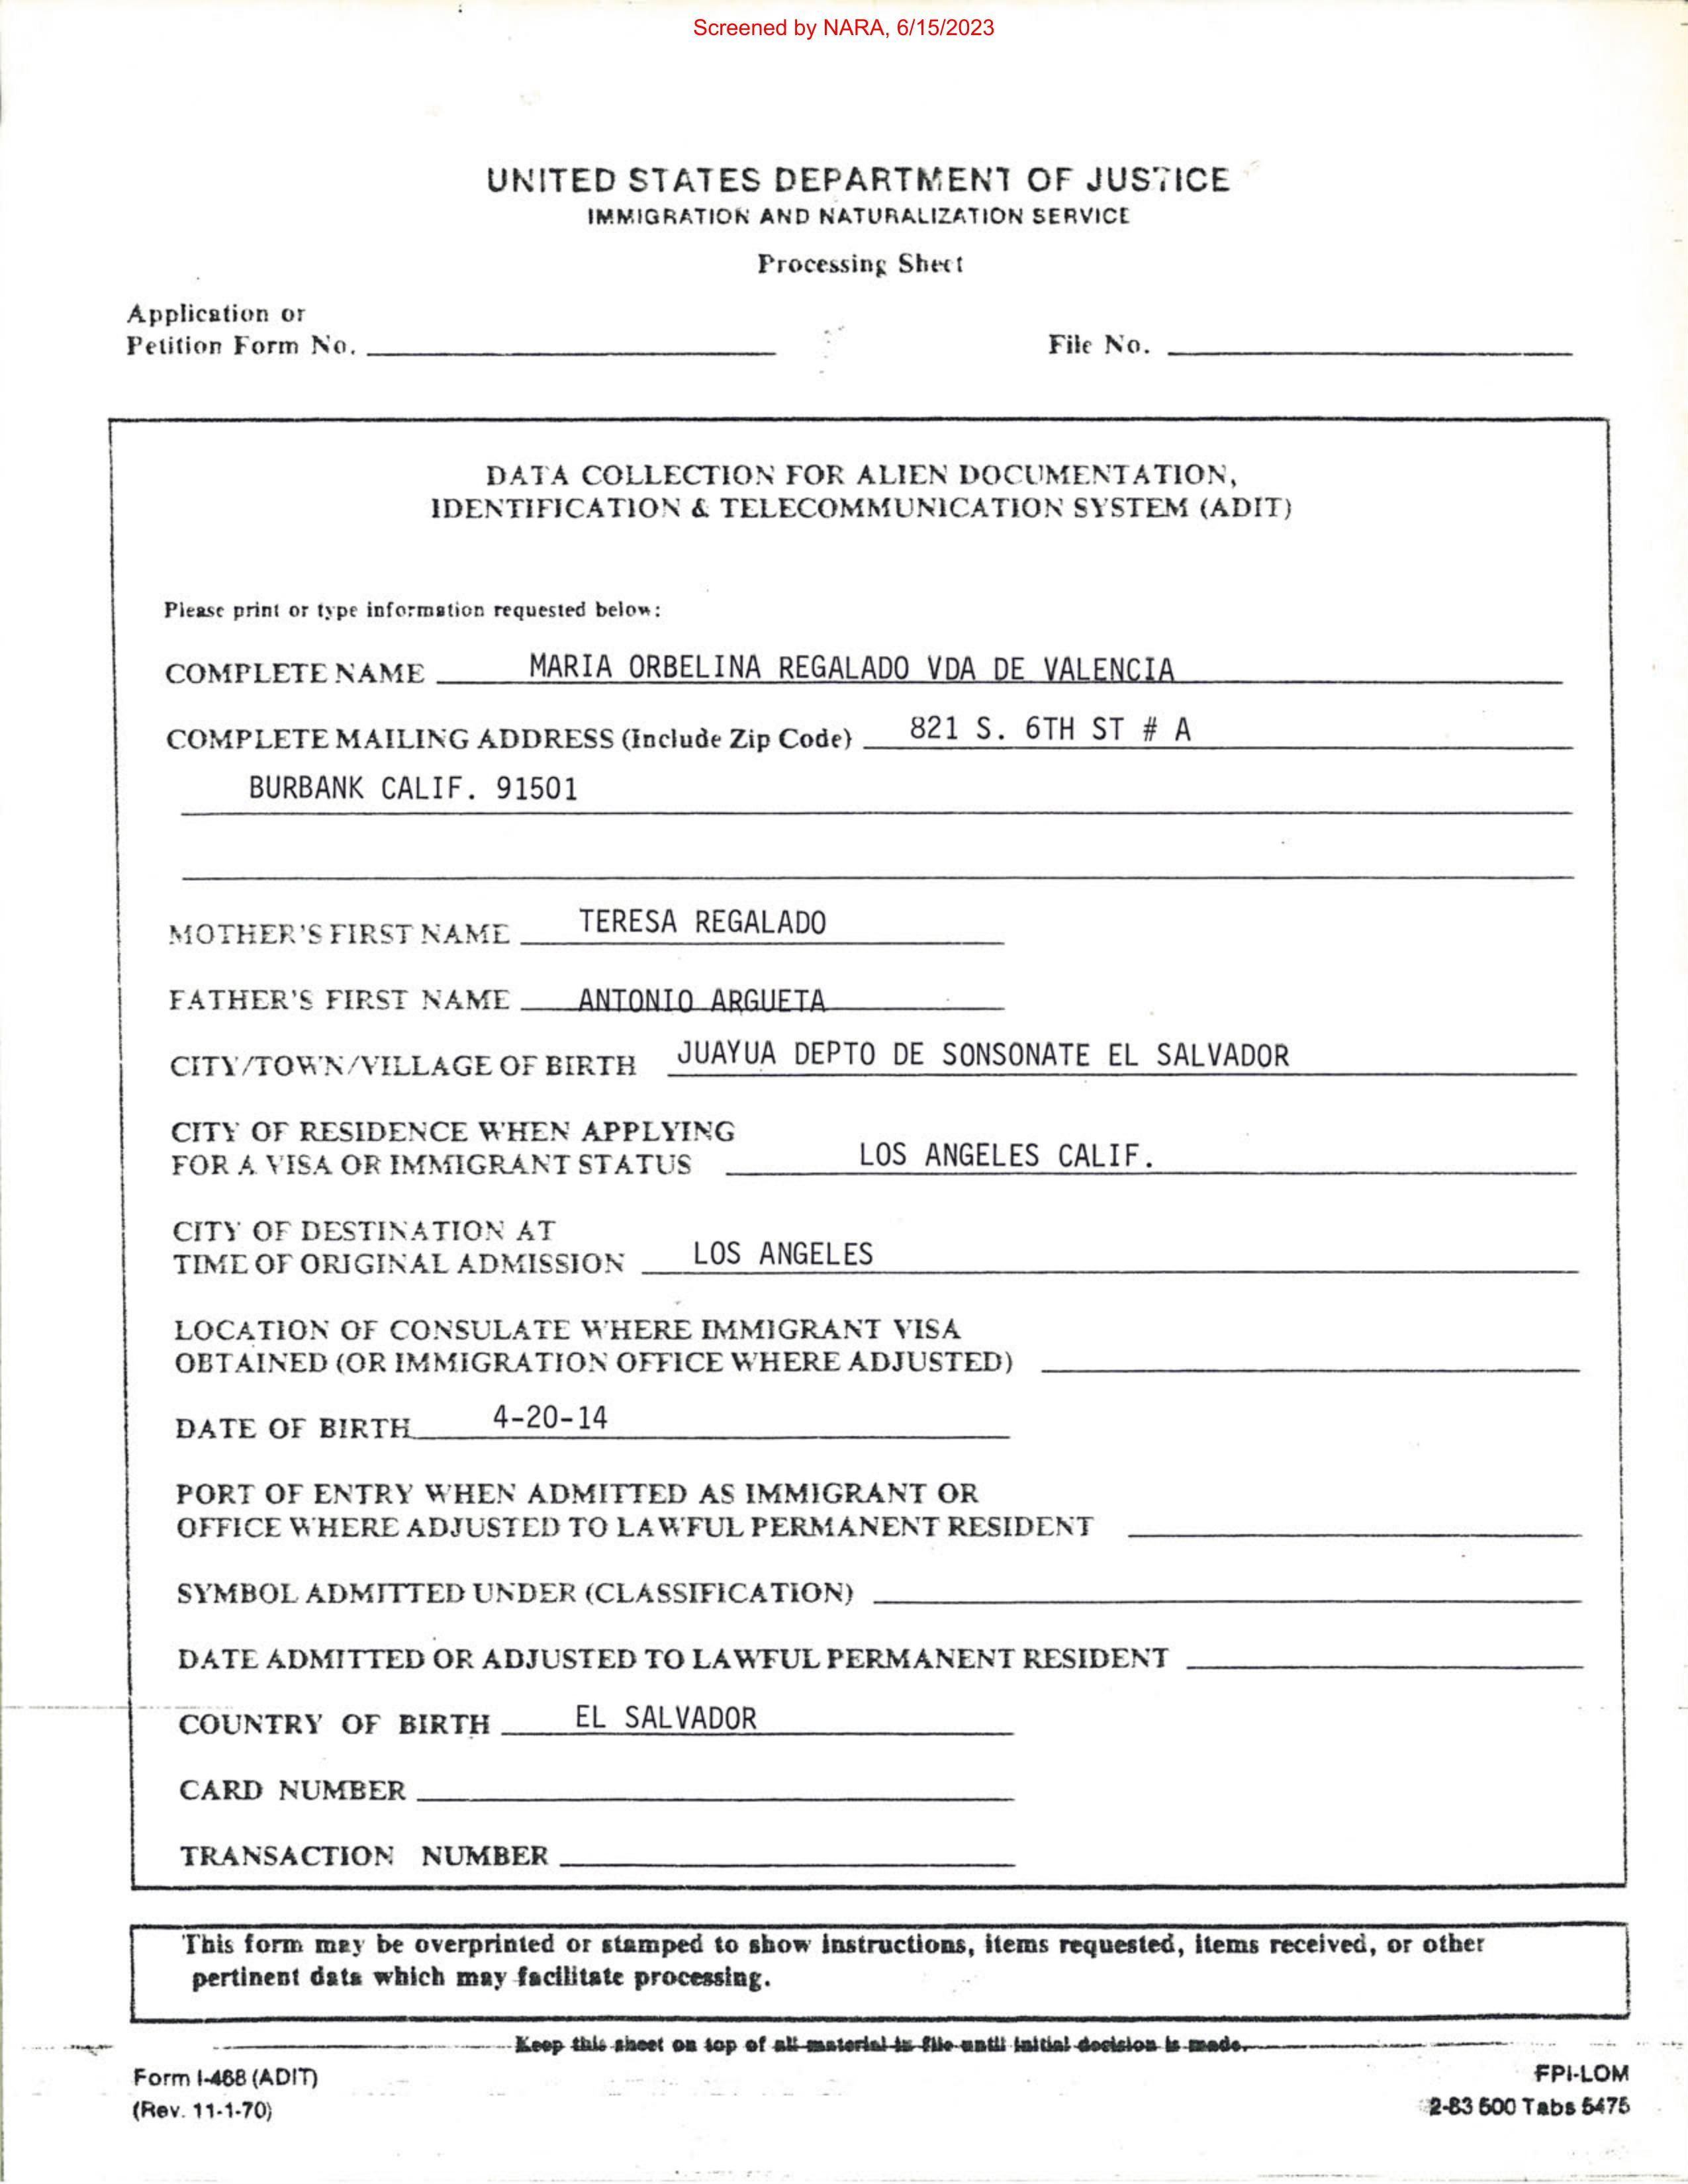 Screened by NARA, 6/15/2023
UNITED STATES DEPARTMENT OF JUSTICE
IMMIGRATION AND NATURALIZATION SERVICE
Processing Sheet
Application or
Petition Form No. File No.
DATA COLLECTION FOR ALIEN DOCUMENTATION,
IDENTIFICATION & TELECOMMUNICATION SYSTEM (ADIT)
Please print or type information requested below:
COMPLETE NAME MARIA ORBELINA REGALADO VDA DE VALENCIA
COMPLETE MAILING ADDRESS (Include Zip Code) 821 S. 6TH ST # A
BURBANK CALIF. 91501
MOTHER'S FIRST NAME TERESA REGALADO
FATHER'S FIRST NAME ANTONIO ARGUETA
CITY/TOWN/VILLAGE OF BIRTH JUAYUA DEPTO DE SONSONATE EL SALVADOR
CITY OF RESIDENCE WHEN APPLYING
FOR A VISA OR IMMIGRANT STATUS LOS ANGELES CALIF.
CITY OF DESTINATION AT
TIME OF ORIGINAL ADMISSION LOS ANGELES
LOCATION OF CONSULATE WHERE IMMIGRANT VISA
OBTAINED (OR IMMIGRATION OFFICE WHERE ADJUSTED)
DATE OF BIRTH 4-20-14
PORT OF ENTRY WHEN ADMITTED AS IMMIGRANT OR
OFFICE WHERE ADJUSTED TO LAWFUL PERMANENT RESIDENT
SYMBOL ADMITTED UNDER (CLASSIFICATION)
DATE ADMITTED OR ADJUSTED TO LAWFUL PERMANENT RESIDENT
COUNTRY OF BIRTH EL SALVADOR
CARD NUMBER
TRANSACTION NUMBER
This form may be overprinted or stamped to show instructions, items requested, items received, or other
pertinent data which may facilitate processing.
Keep this sheet on top of all material in file until initial decision is made.
Form I-468 (ADIT) FPI-LOM
(Rev. 11-1-70) 2-83 500 Tabs 5475